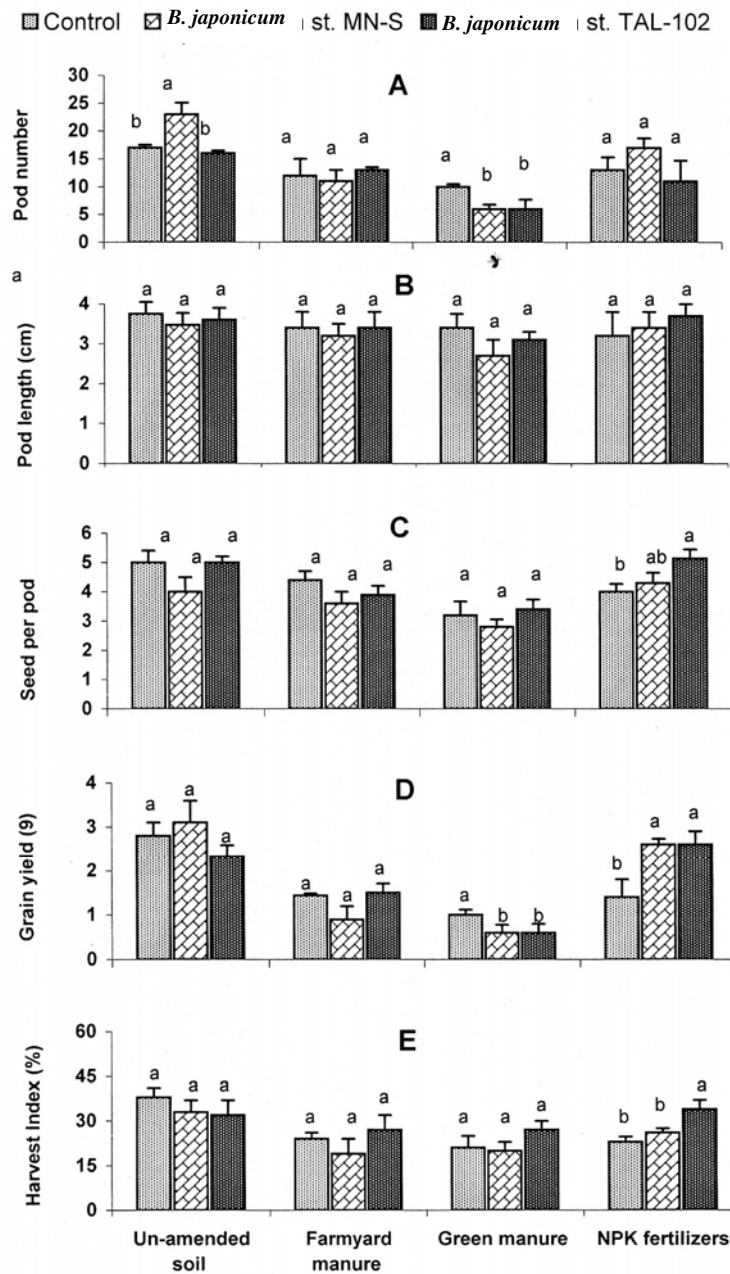 Control B. japonicum st. MN-S B. japonicum st. TAL-102
A
Pod number
30
25
20
15
10
5
0
b a b
a a a
a b b
a a a
a
B
Pod length (cm)
4
3
2
1
0
a a a
a a a
a a a
a a a
C
Seed per pod
6
5
4
3
2
1
0
a a a
a a a
a a a
b ab a
D
Grain yield (9)
4
3
2
1
0
a a a
a a a
a b b
b a a
E
Harvest Index (%)
60
45
30
15
0
a a a
a a a
a a a
b b a
Un-amended soil
Farmyard manure
Green manure
NPK fertilizers